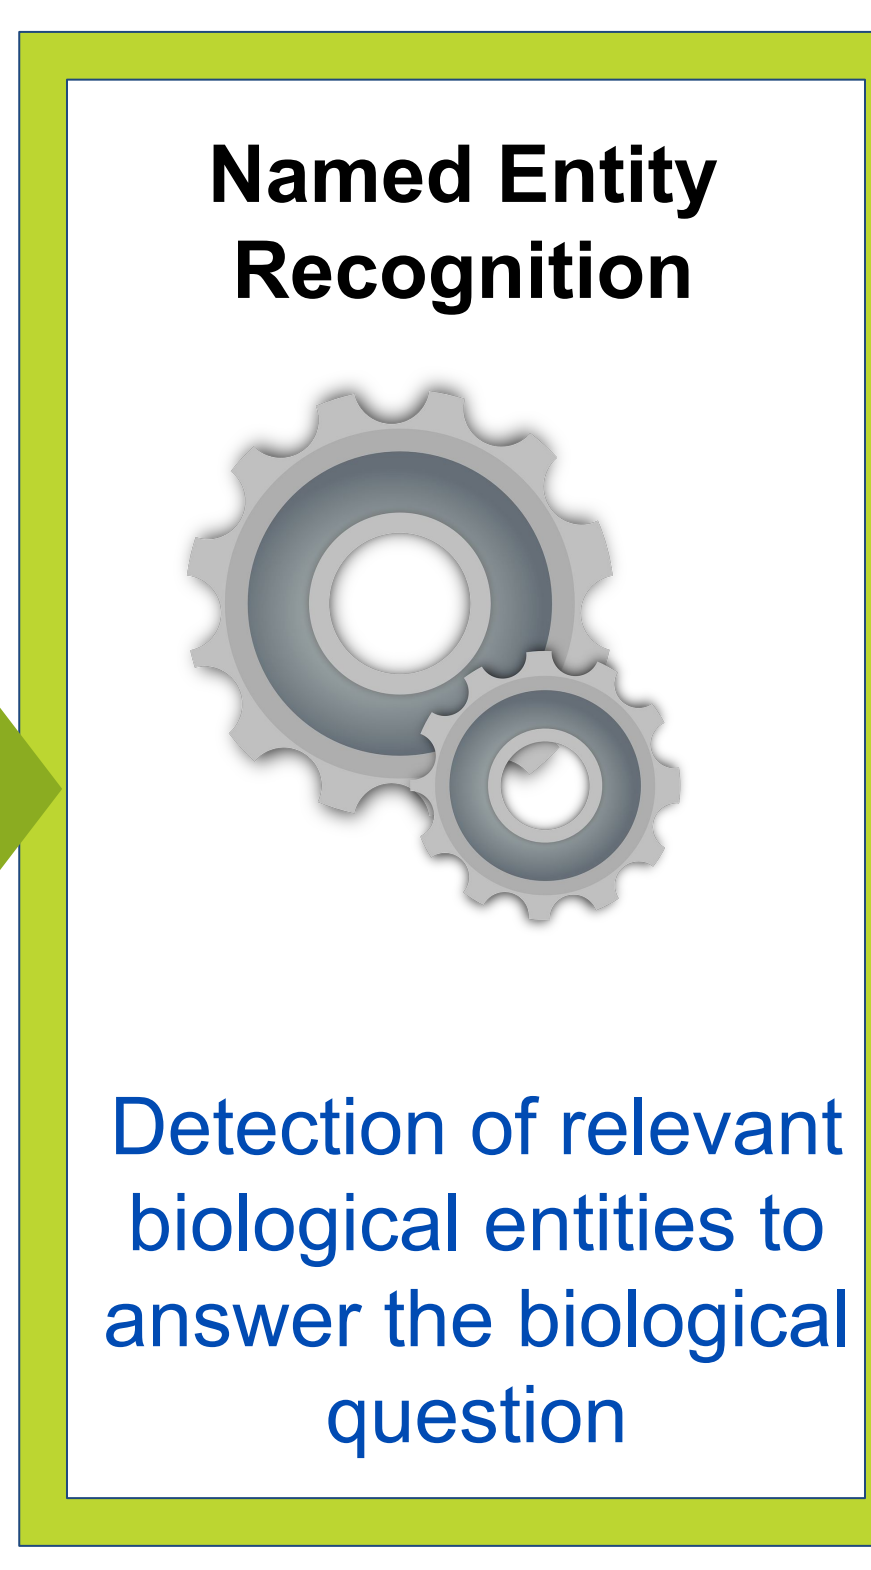 Named Entity
Recognition
Detection of relevant
biological entities to
answer the biological
question